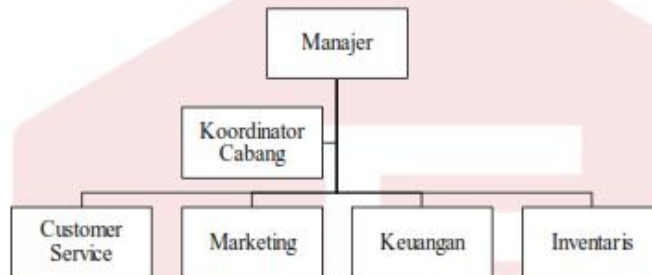 Manajer
Koordinator
Cabang
Customer
Service
Marketing
Keuangan
Inventaris